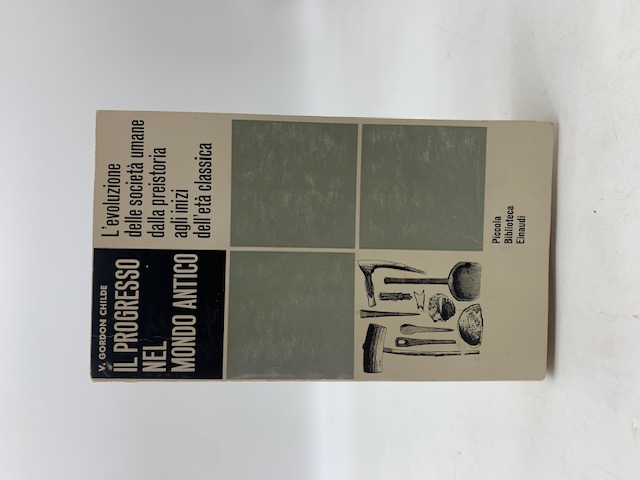 V. GORDON CHILDE
IL PROGRESSO
NEL
MONDO ANTICO
L'evoluzione
delle società umane
dalla preistoria
agli inizi
dell'età classica
Piccola
Biblioteca
Einaudi